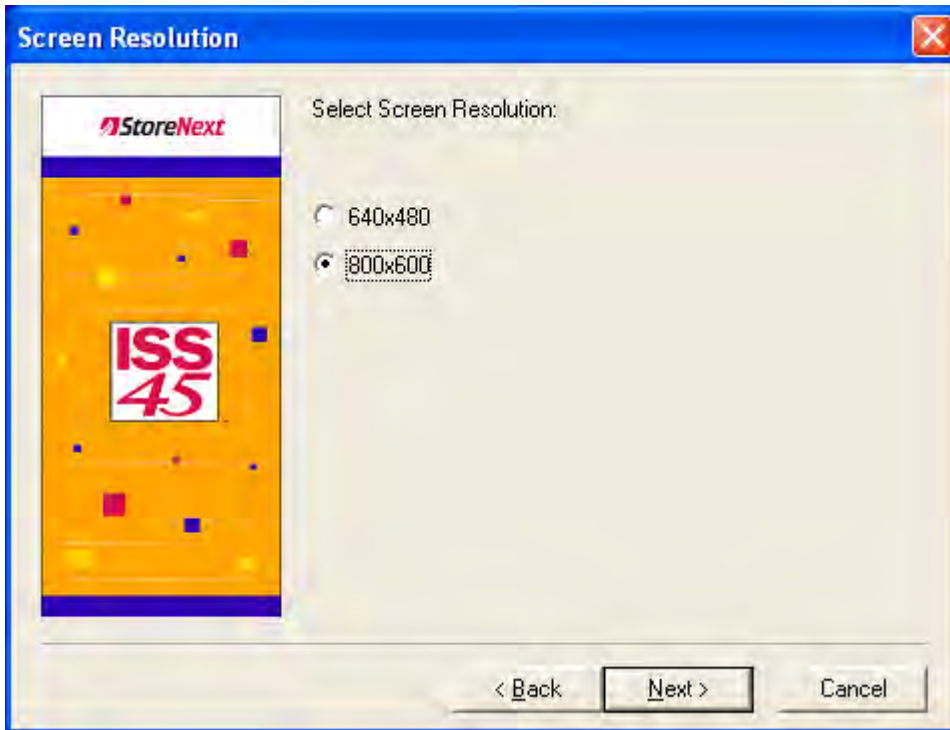 Screen Resolution
StoreNext
Select Screen Resolution:
640x480
800x600
ISS
45
< Back
Next >
Cancel